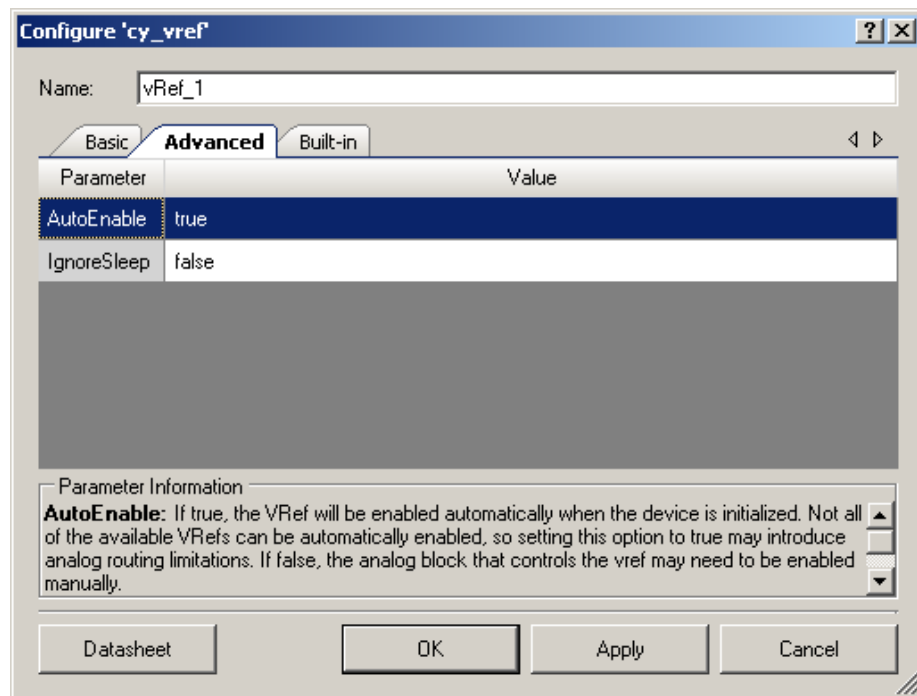 Configure 'cy_vref'
Name: vRef_1
Basic Advanced Built-in
Parameter Value
AutoEnable true
IgnoreSleep false
Parameter Information
AutoEnable: If true, the VRef will be enabled automatically when the device is initialized. Not all
of the available VRefs can be automatically enabled, so setting this option to true may introduce
analog routing limitations. If false, the analog block that controls the vref may need to be enabled
manually.
Datasheet OK Apply Cancel